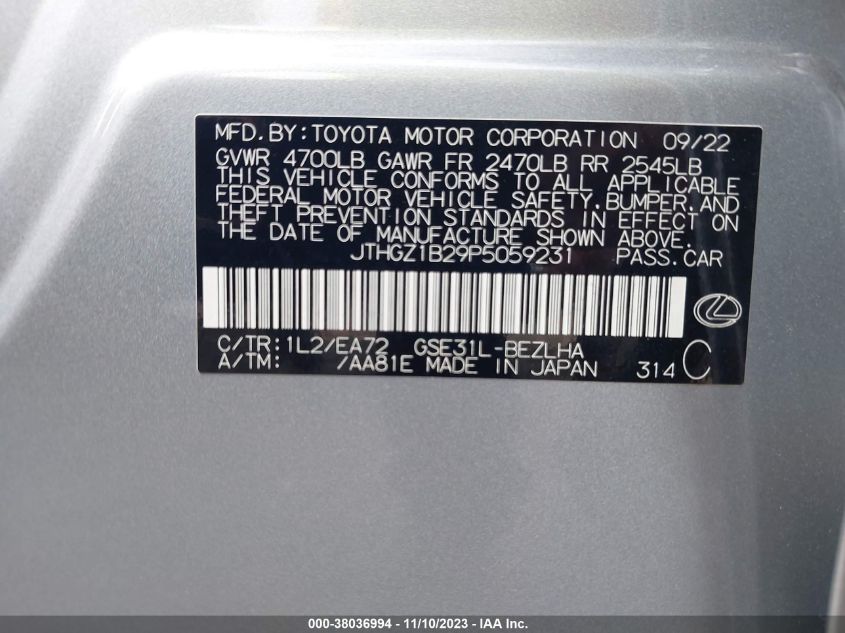 MFD.BY:TOYOTA MOTOR CORPORATION 09/22
GVWR 4700LB GAWR FR 2470LB RR 2545LB
THIS VEHICLE CONFORMS TO ALL APPLICABLE
FEDERAL MOTOR VEHICLE SAFETY,BUMPER,AND
THEFT PREVENTION STANDARDS IN EFFECT ON
THE DATE OF MANUFACTURE SHOWN ABOVE.
JTHGZ1B29P5059231 PASS.CAR
C/TR:1L2/EA72 GSE31L-BEZLHA
A/TM: /AA81E MADE IN JAPAN 314 C
000-38036994 - 11/10/2023 - IAA Inc.